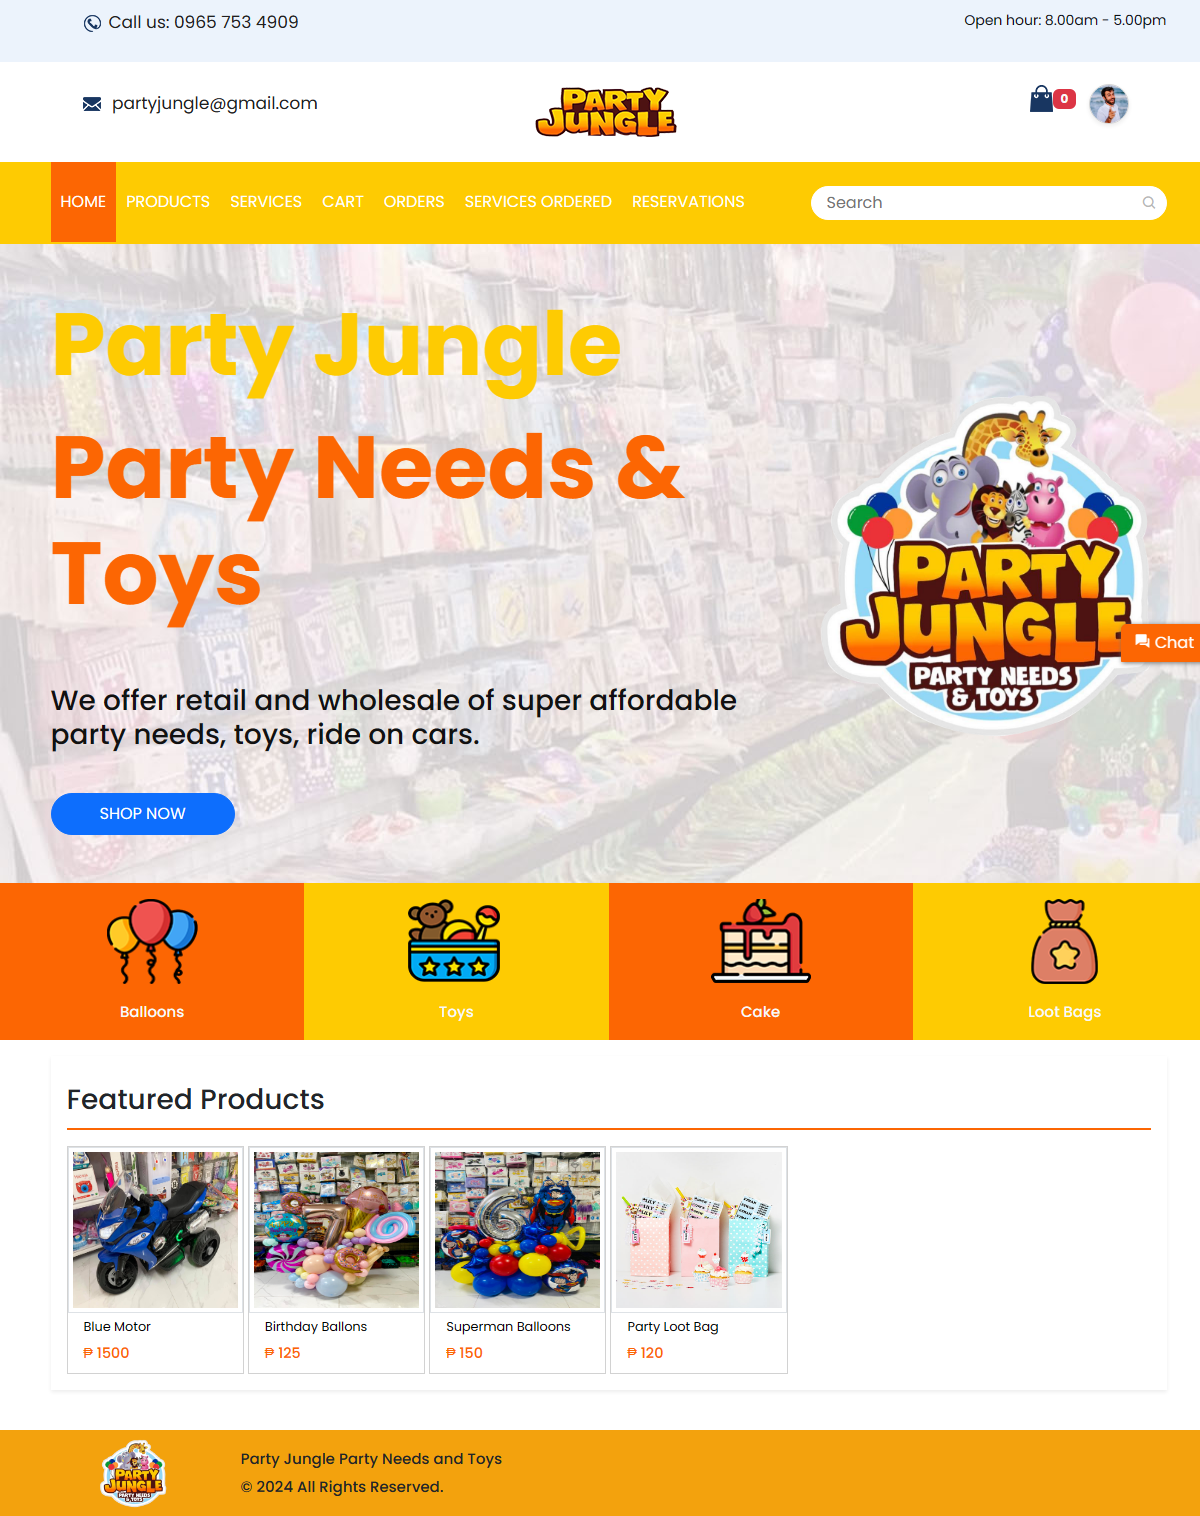 Call us: 0965 753 4909
Open hour: 8.00am - 5.00pm
partyjungle@gmail.com
PARTY
JUNGLE
0
HOME
PRODUCTS
SERVICES
CART
ORDERS
SERVICES ORDERED
RESERVATIONS
Search
Party Jungle
Party Needs &
Toys
PARTY
JUNGLE
PARTY NEEDS
& TOYS
Chat
We offer retail and wholesale of super affordable
party needs, toys, ride on cars.
SHOP NOW
Balloons
Toys
Cake
Loot Bags
Featured Products
Blue Motor
₱ 1500
Birthday Ballons
₱ 125
Superman Balloons
₱ 150
Party Loot Bag
₱ 120
PARTY
JUNGLE
PARTY NEEDS
& TOYS
Party Jungle Party Needs and Toys
© 2024 All Rights Reserved.